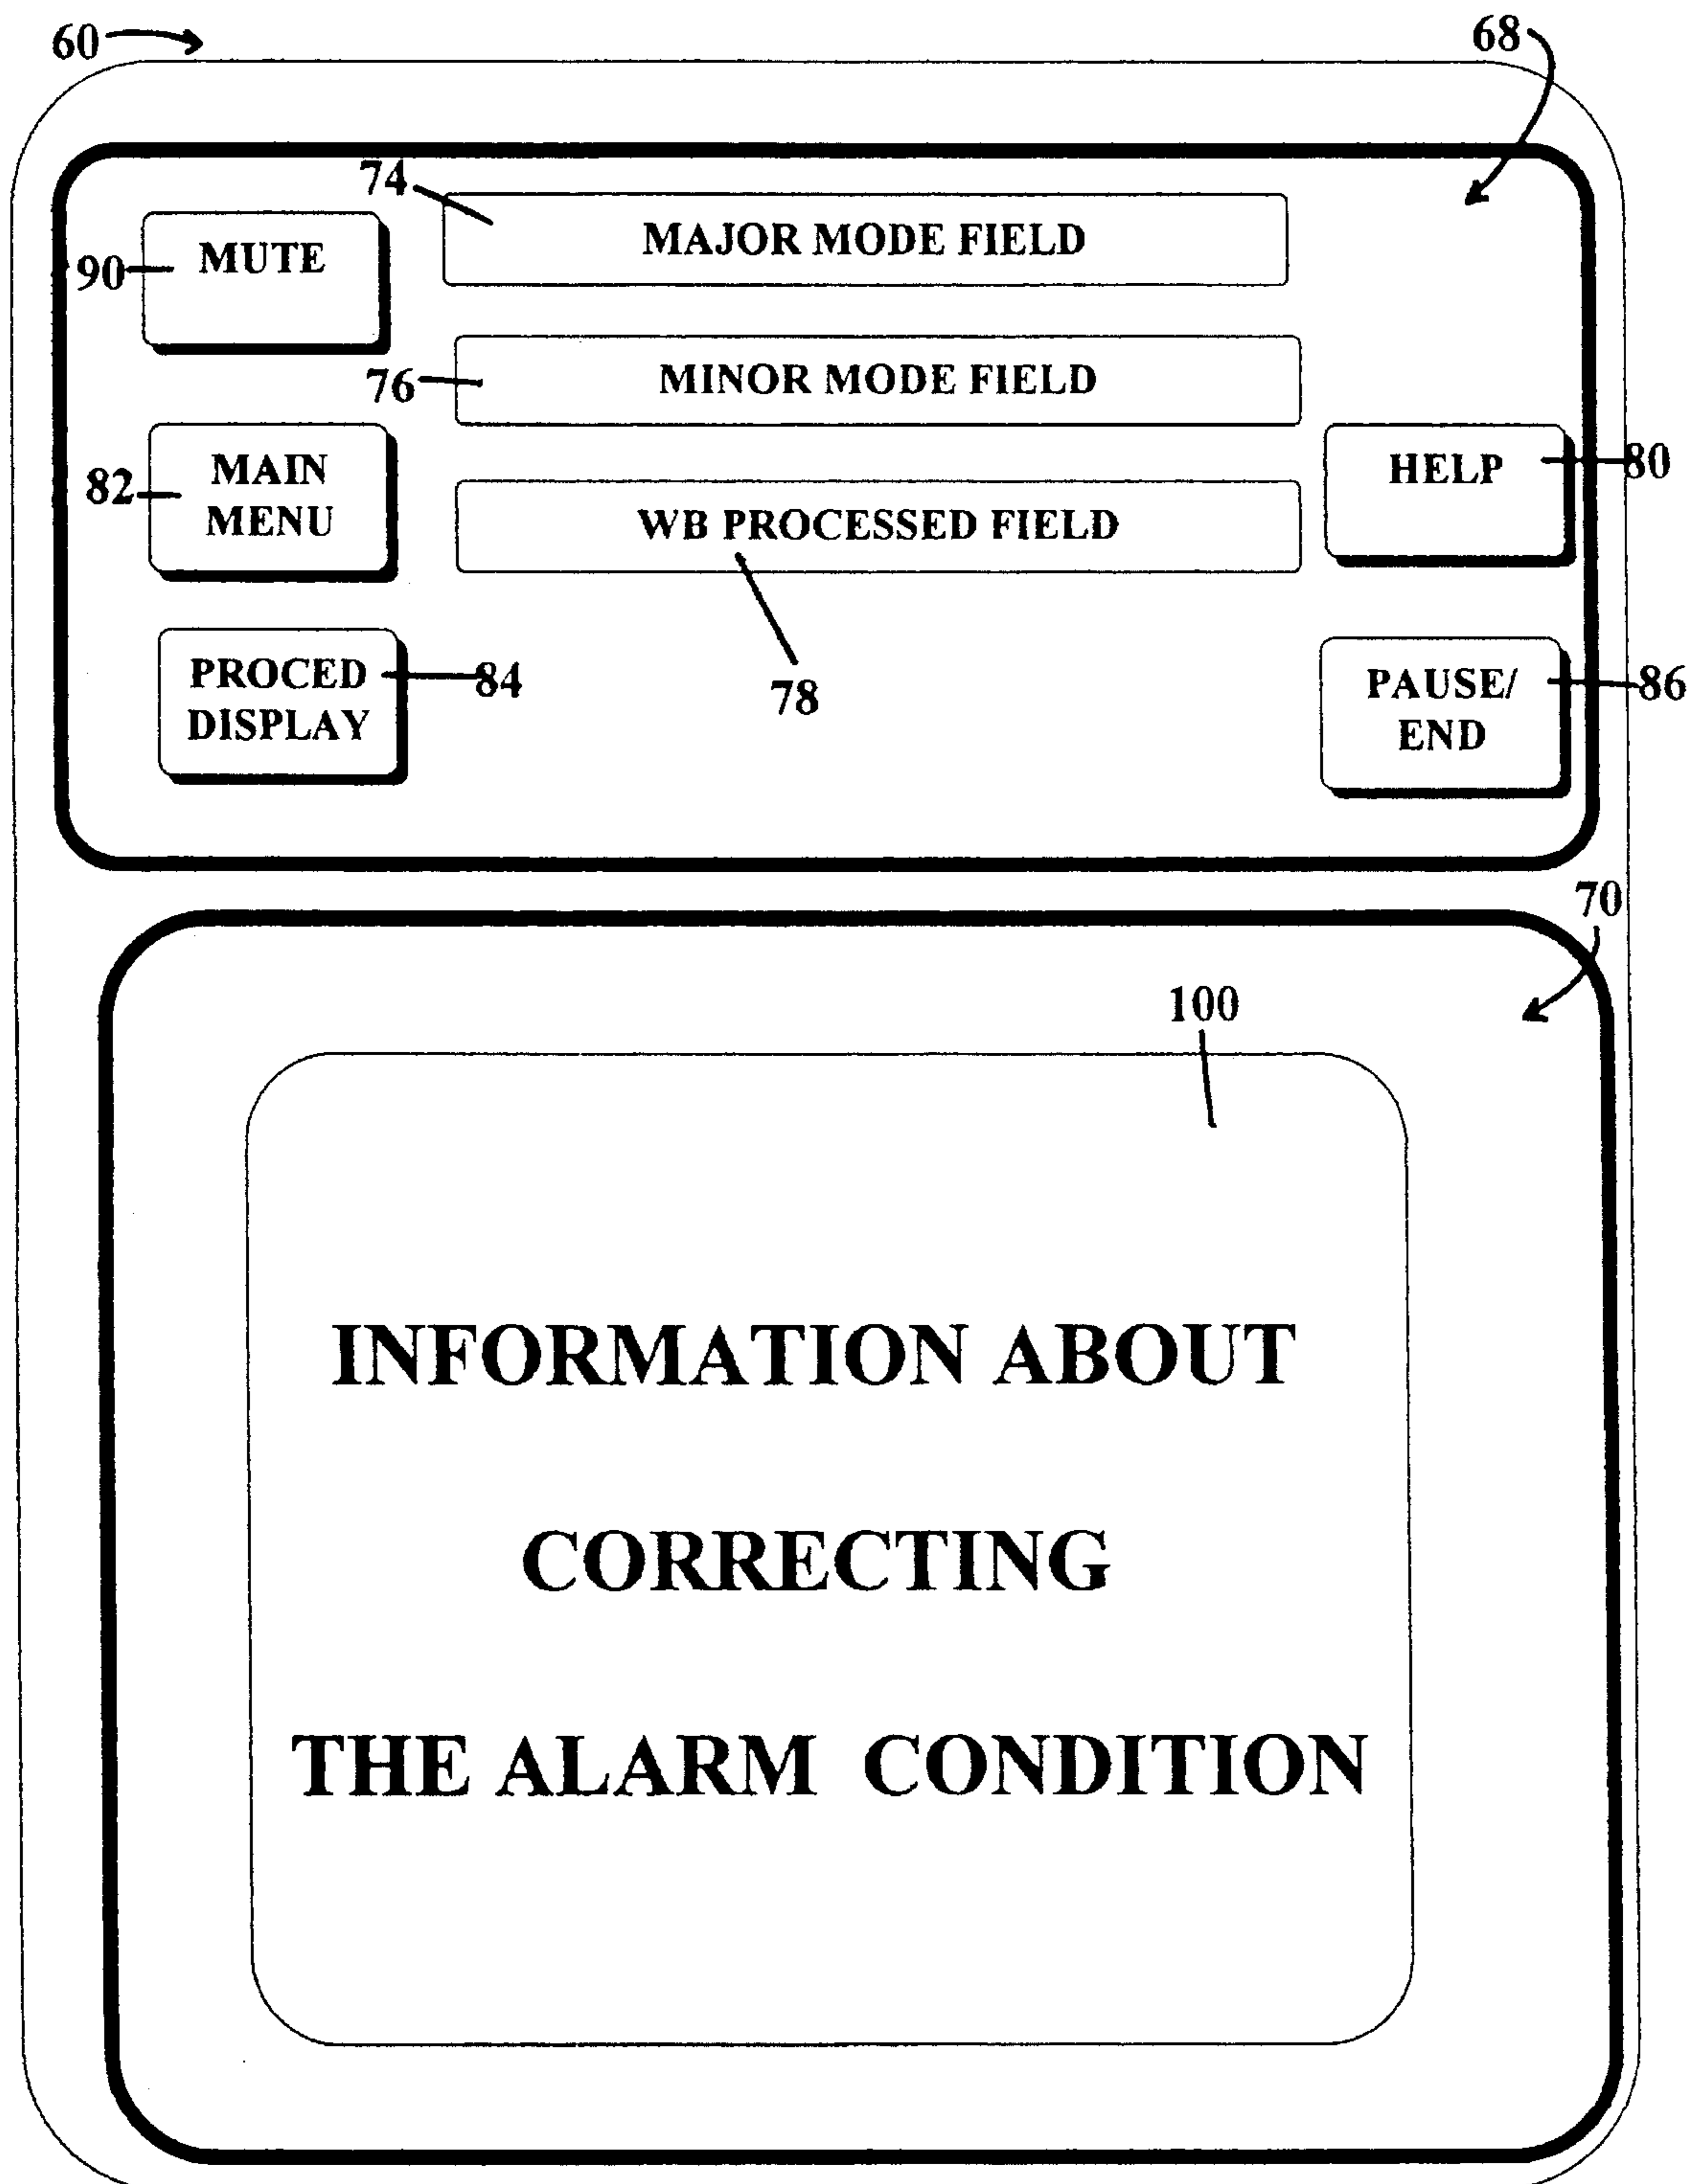 60
68
74
MAJOR MODE FIELD
MUTE
90
76
MINOR MODE FIELD
82
MAIN
MENU
HELP
80
WB PROCESSED FIELD
PROCED
DISPLAY
84
78
PAUSE/
END
86
70
100
INFORMATION ABOUT
CORRECTING
THE ALARM CONDITION